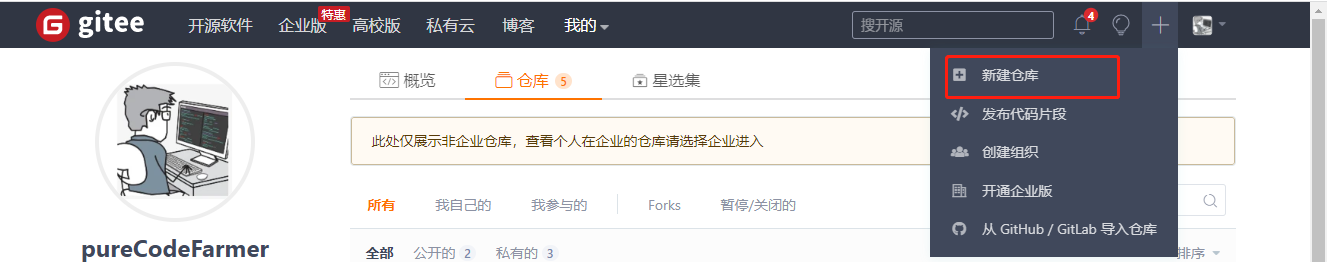 gitee 开源软件 企业版 特惠 高校版 私有云 博客 我的 搜开源 4
概览 仓库 5 星选集
此处仅展示非企业仓库，查看个人在企业的仓库请选择企业进入
所有 我自己的 我参与的 Forks 暂停/关闭的
全部 公开的 2 私有的 3 排序
pureCodeFarmer
新建仓库
发布代码片段
创建组织
开通企业版
从 GitHub / GitLab 导入仓库